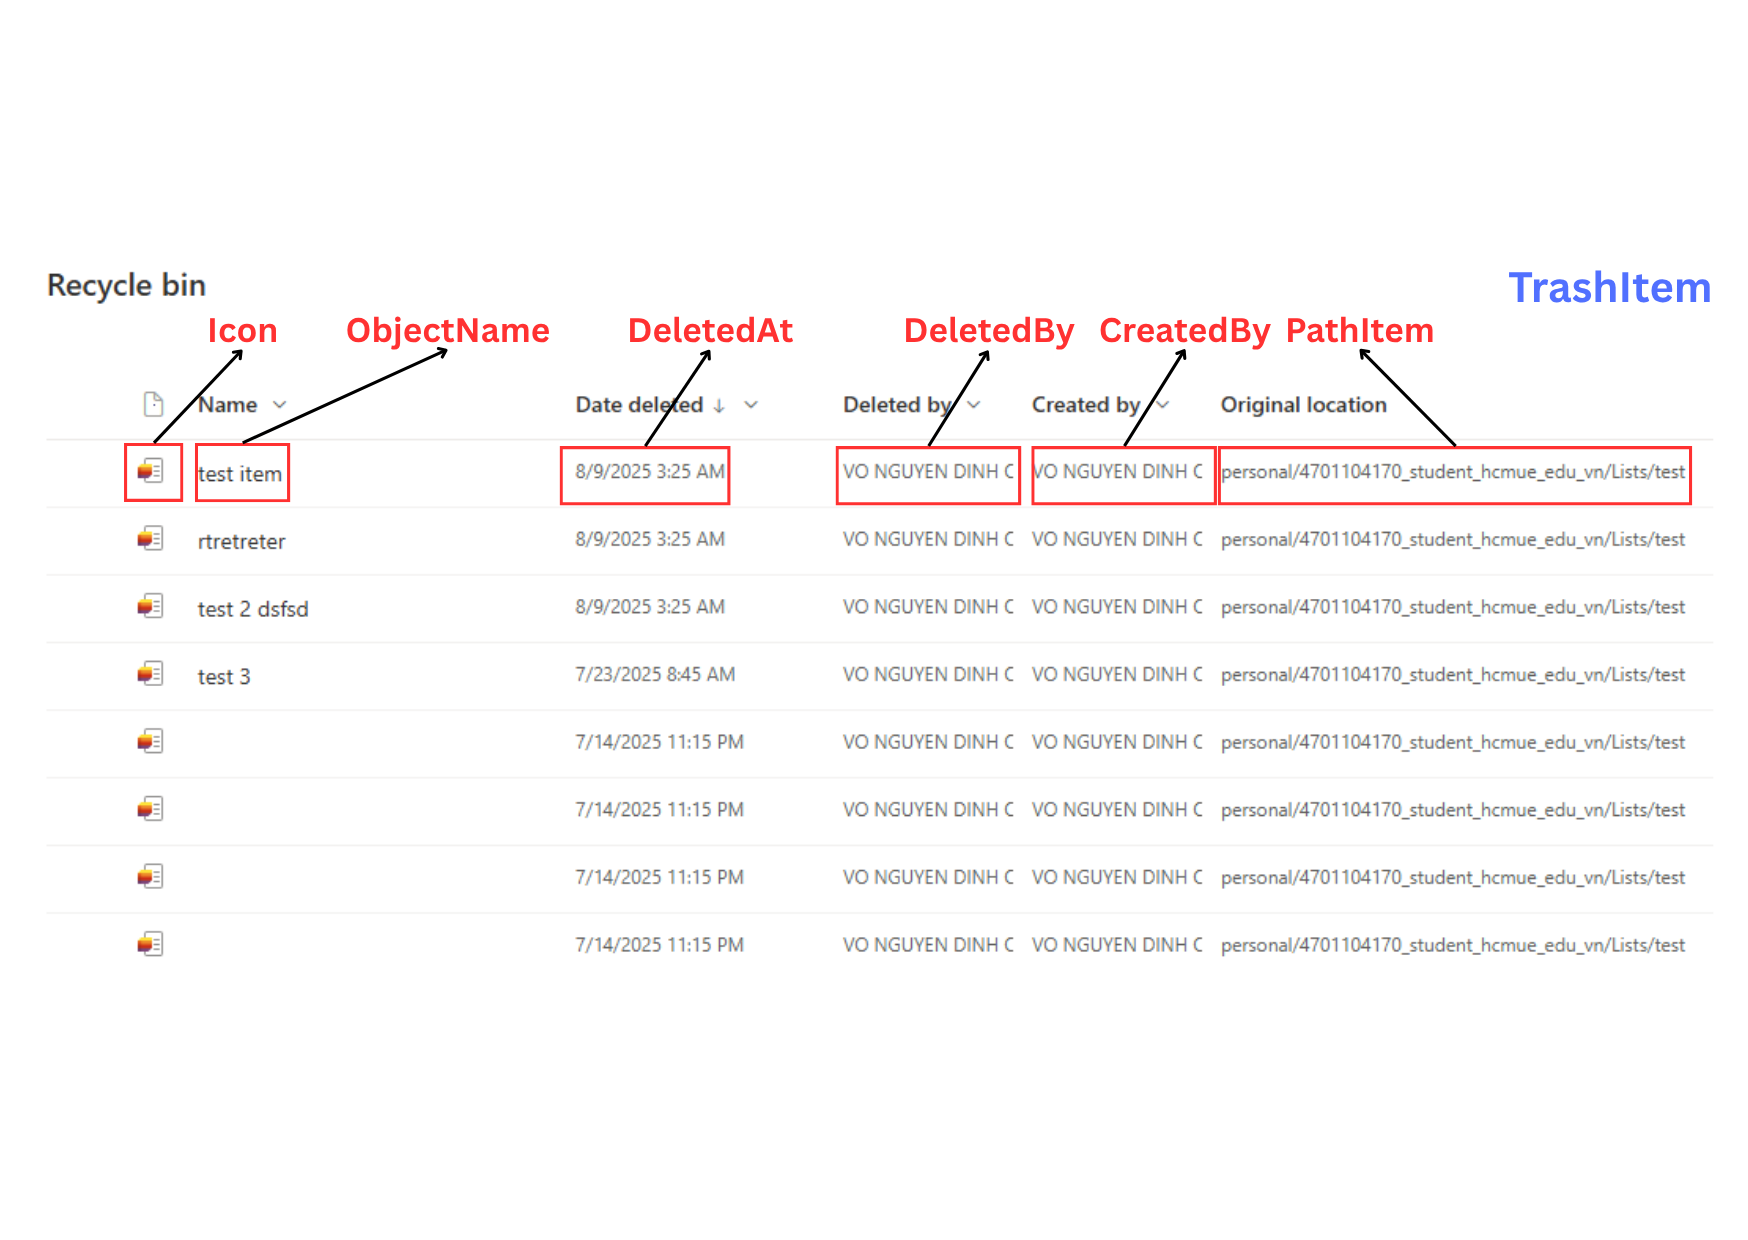 Recycle bin
TrashItem
Icon ObjectName DeletedAt DeletedBy CreatedBy PathItem
Name Date deleted Deleted by Created by Original location
test item 8/9/2025 3:25 AM VO NGUYEN DINH C VO NGUYEN DINH C personal/4701104170_student_hcmue_edu_vn/Lists/test
rtretreter 8/9/2025 3:25 AM VO NGUYEN DINH C VO NGUYEN DINH C personal/4701104170_student_hcmue_edu_vn/Lists/test
test 2 dsfsd 8/9/2025 3:25 AM VO NGUYEN DINH C VO NGUYEN DINH C personal/4701104170_student_hcmue_edu_vn/Lists/test
test 3 7/23/2025 8:45 AM VO NGUYEN DINH C VO NGUYEN DINH C personal/4701104170_student_hcmue_edu_vn/Lists/test
7/14/2025 11:15 PM VO NGUYEN DINH C VO NGUYEN DINH C personal/4701104170_student_hcmue_edu_vn/Lists/test
7/14/2025 11:15 PM VO NGUYEN DINH C VO NGUYEN DINH C personal/4701104170_student_hcmue_edu_vn/Lists/test
7/14/2025 11:15 PM VO NGUYEN DINH C VO NGUYEN DINH C personal/4701104170_student_hcmue_edu_vn/Lists/test
7/14/2025 11:15 PM VO NGUYEN DINH C VO NGUYEN DINH C personal/4701104170_student_hcmue_edu_vn/Lists/test